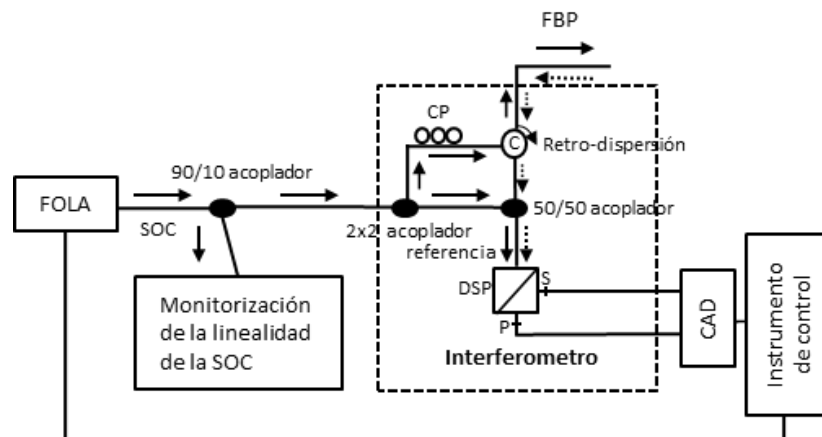 FBP
CP
C
Retro-dispersión
90/10 acoplador
FOLA
SOC
2x2 acoplador
50/50 acoplador
referencia
DSP
S
P
Monitorización
de la linealidad
de la SOC
Interferometro
CAD
Instrumento
de control